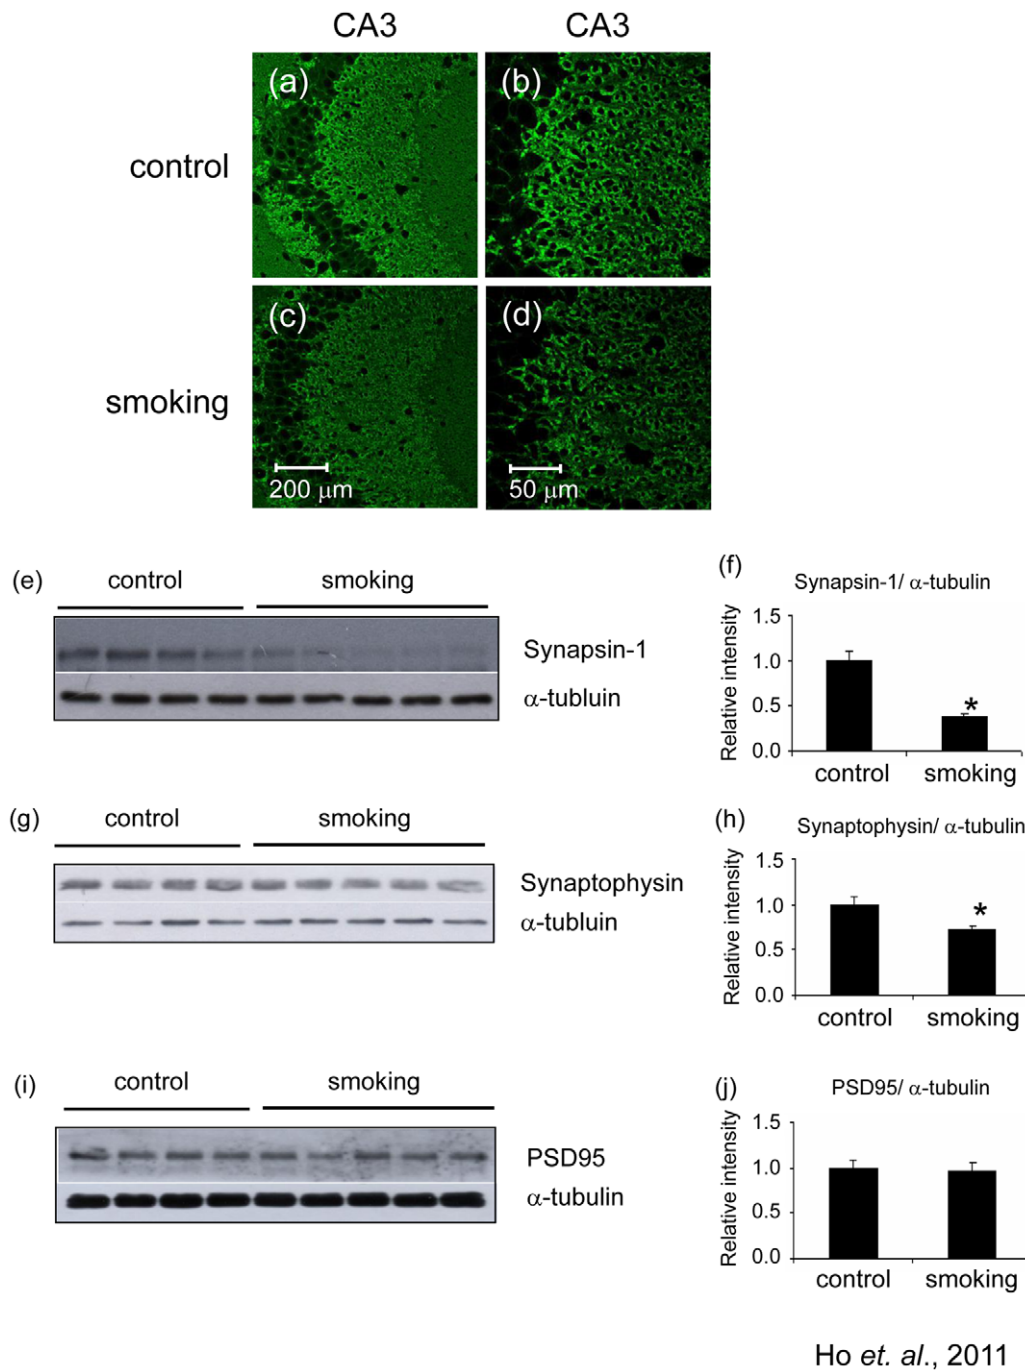 CA3 CA3
control
(a) (b)
smoking
(c) (d)
200 μm 50 μm
(e) control smoking
Synapsin-1
α-tubluin
(f) Synapsin-1/ α-tubulin
Relative intensity
1.5
1.0
0.5
0.0
*
control smoking
(g) control smoking
Synaptophysin
α-tubluin
(h) Synaptophysin/ α-tubulin
Relative intensity
1.5
1.0
0.5
0.0
*
control smoking
(i) control smoking
PSD95
α-tubulin
(j) PSD95/ α-tubulin
Relative intensity
1.5
1.0
0.5
0.0
control smoking
Ho et. al., 2011